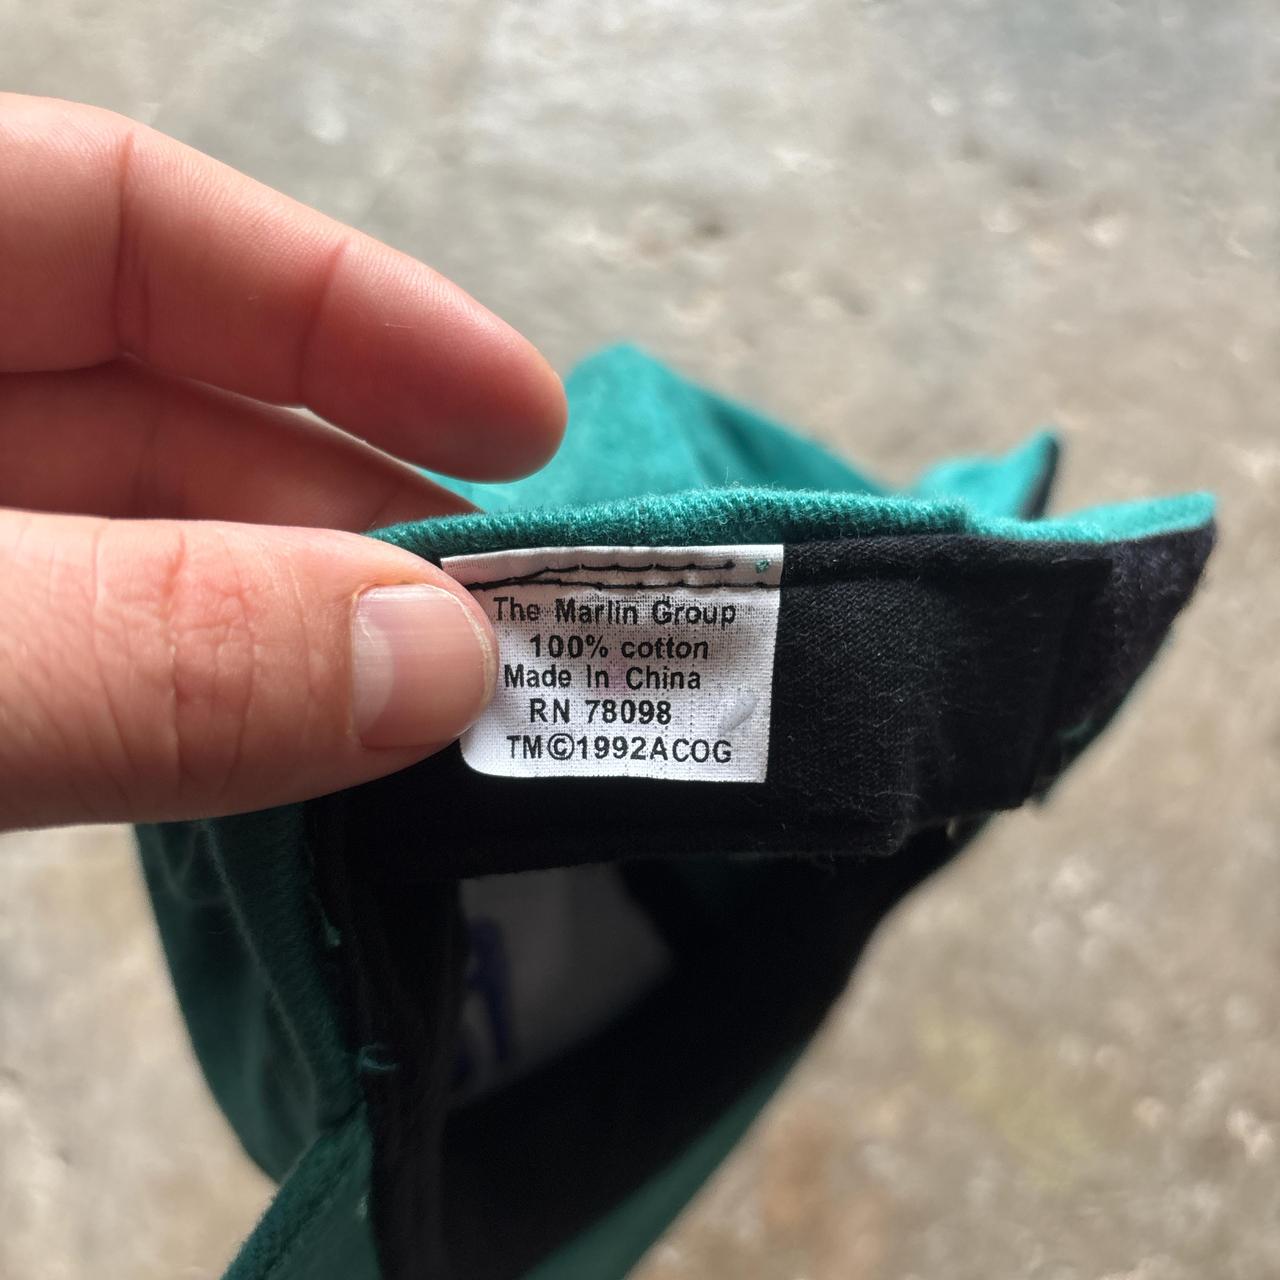 The Marlin Group
100% cotton
Made In China
RN 78098
TM©1992ACOG